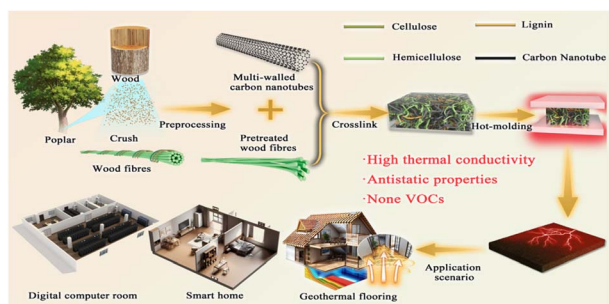 Cellulose
Lignin
Hemicellulose
Carbon Nanotube
Wood
Multi-walled
carbon nanotubes
Poplar
Crush
Preprocessing
Crosslink
Hot-molding
Wood fibres
Pretreated
wood fibres
·High thermal conductivity
·Antistatic properties
·None VOCs
Application
scenario
Digital computer room
Smart home
Geothermal flooring